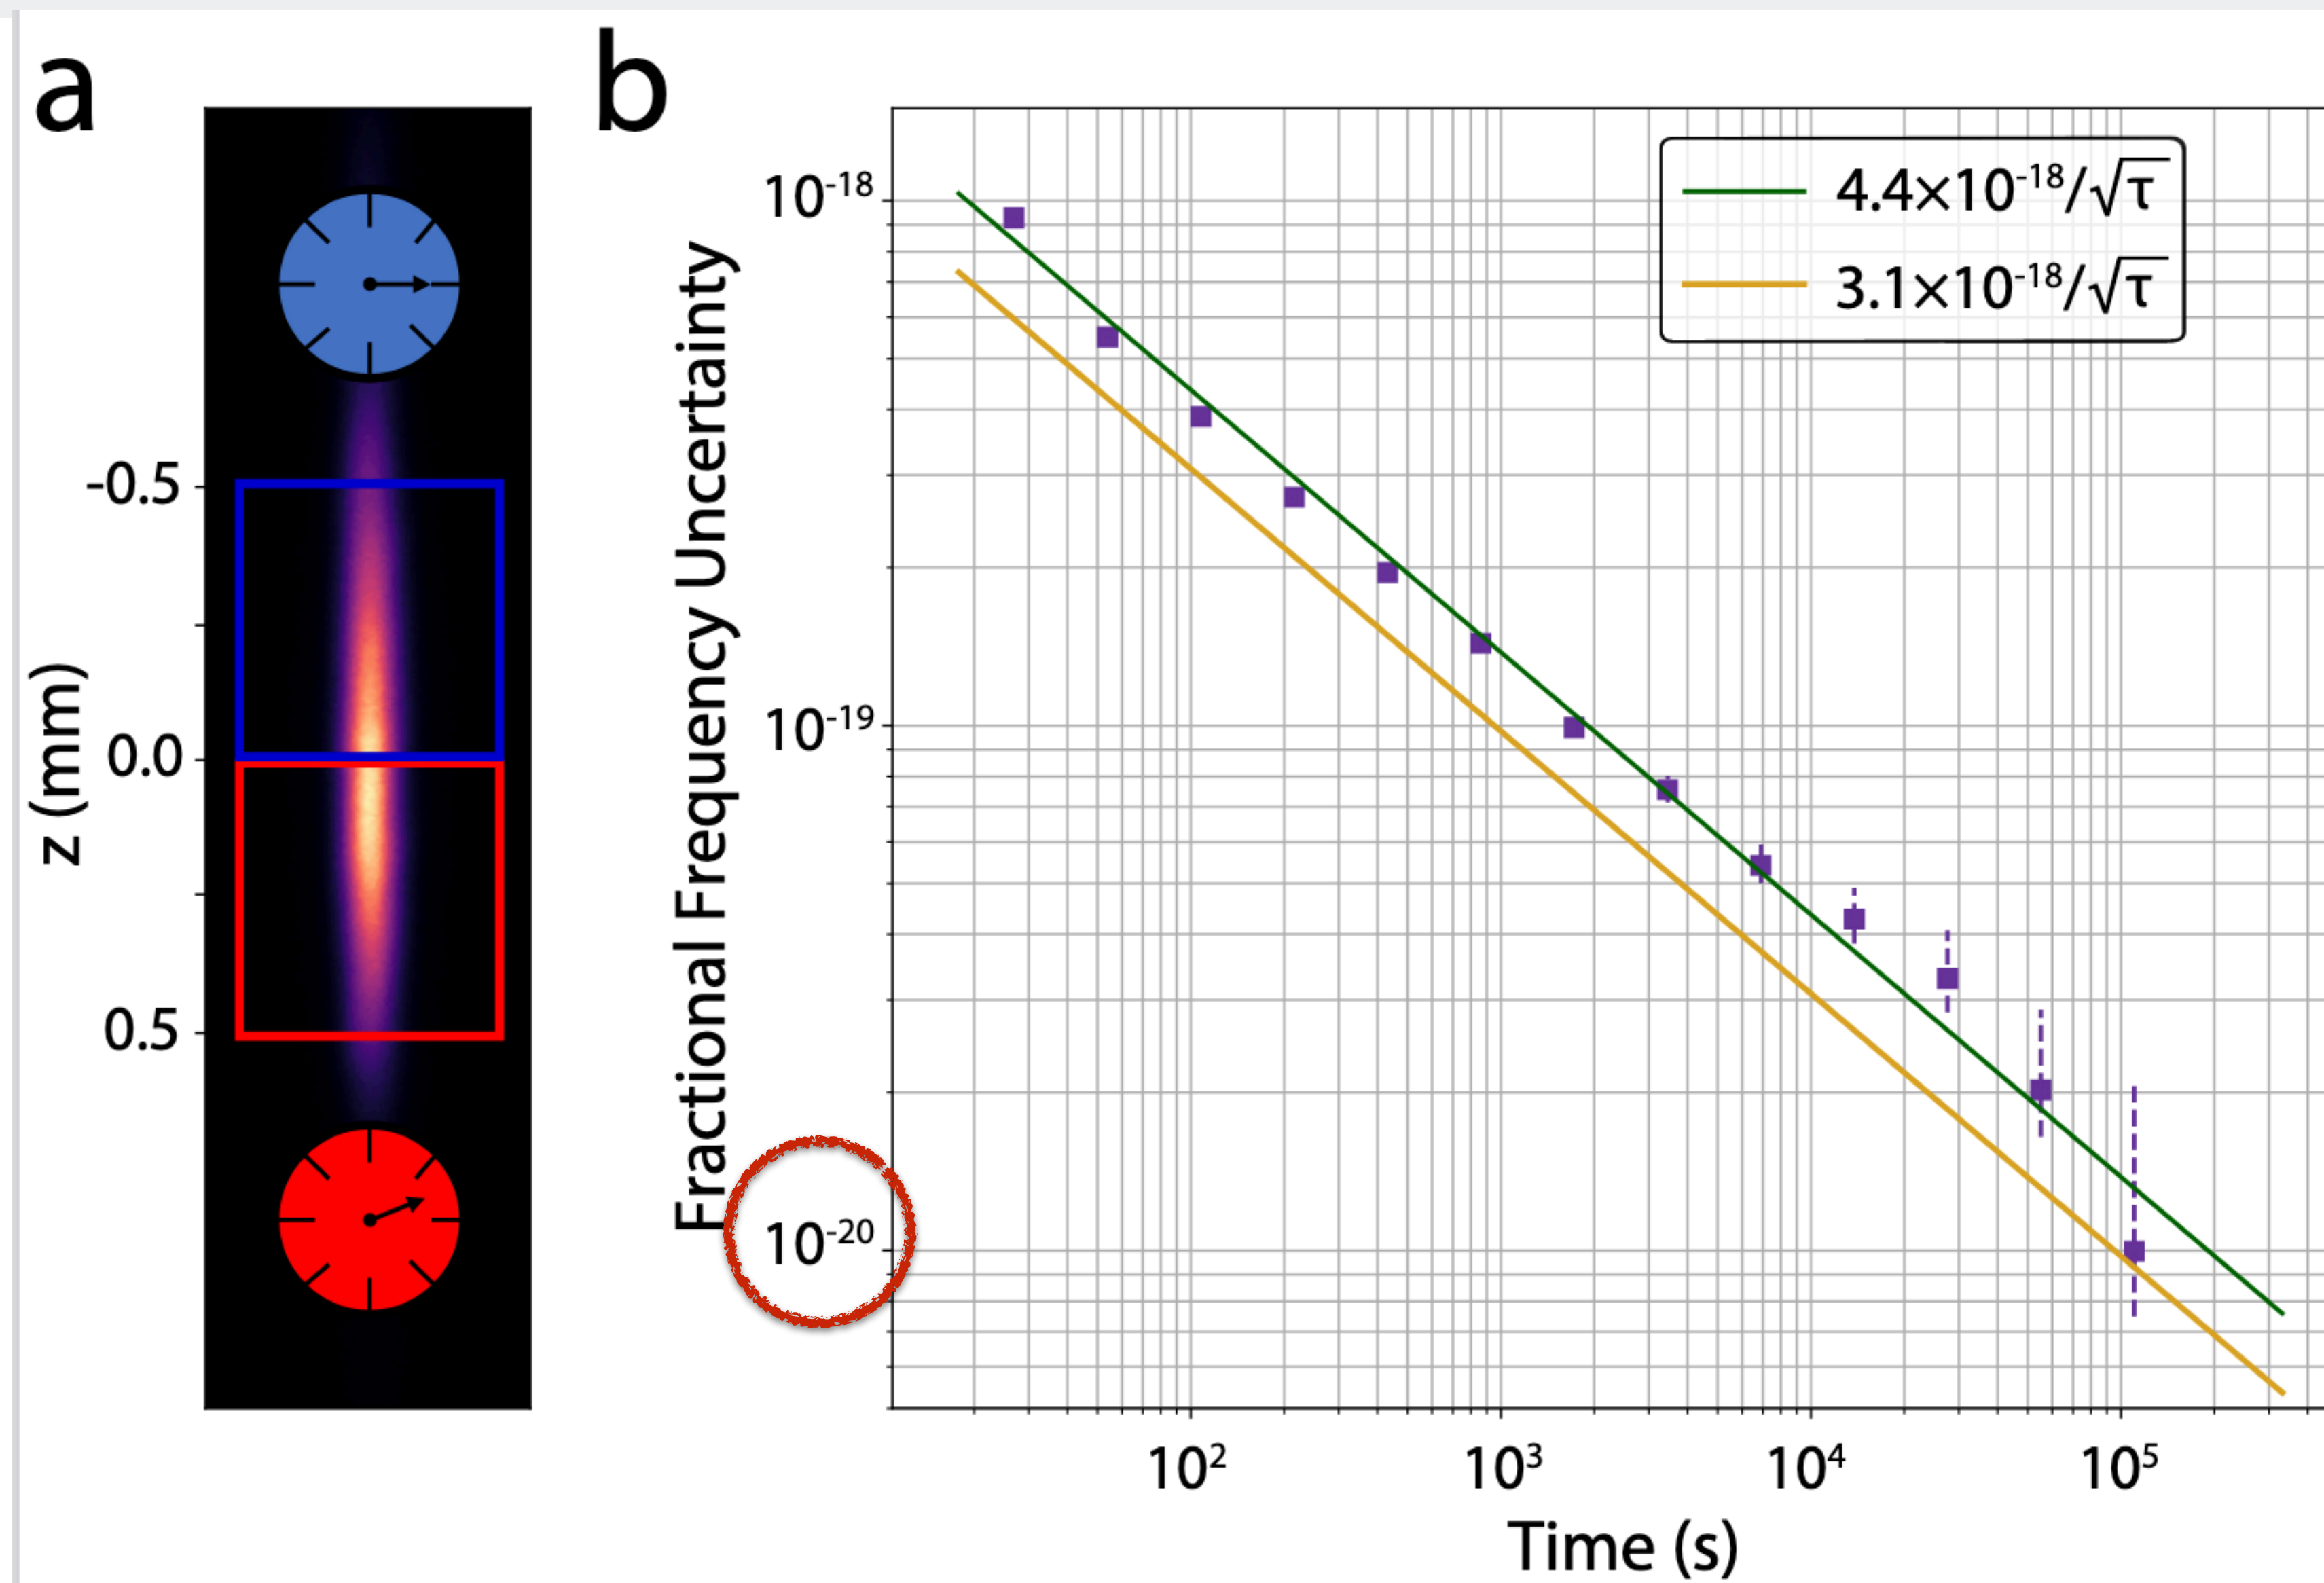 a
b
z (mm)
-0.5
0.0
0.5
Fractional Frequency Uncertainty
10⁻¹⁸
10⁻¹⁹
10⁻²⁰
4.4×10⁻¹⁸/√τ
3.1×10⁻¹⁸/√τ
10²
10³
10⁴
10⁵
Time (s)